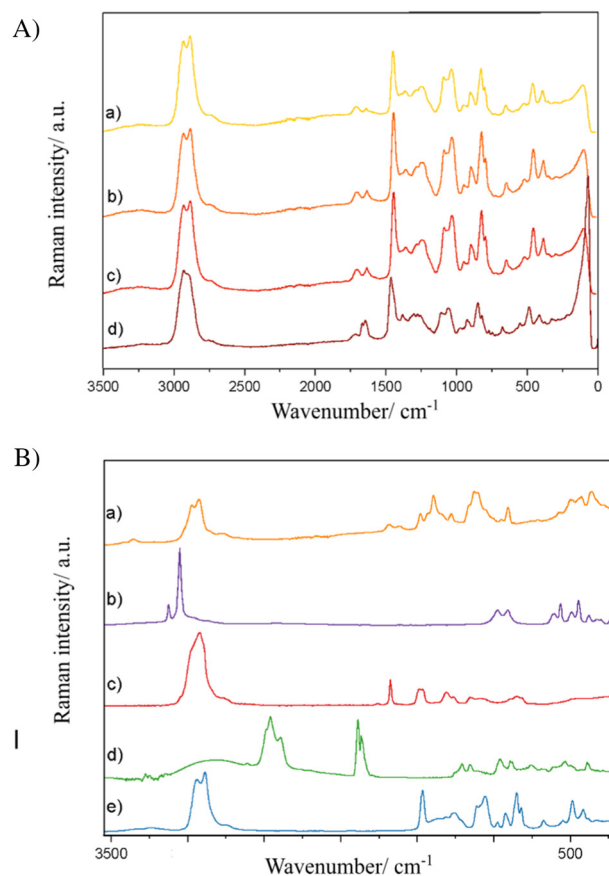 A)
a)
b)
c)
d)
Raman intensity/ a.u.
3500 3000 2500 2000 1500 1000 500 0
Wavenumber/ cm⁻¹
B)
a)
b)
c)
d)
e)
Raman intensity/ a.u.
3500 500
Wavenumber/ cm⁻¹